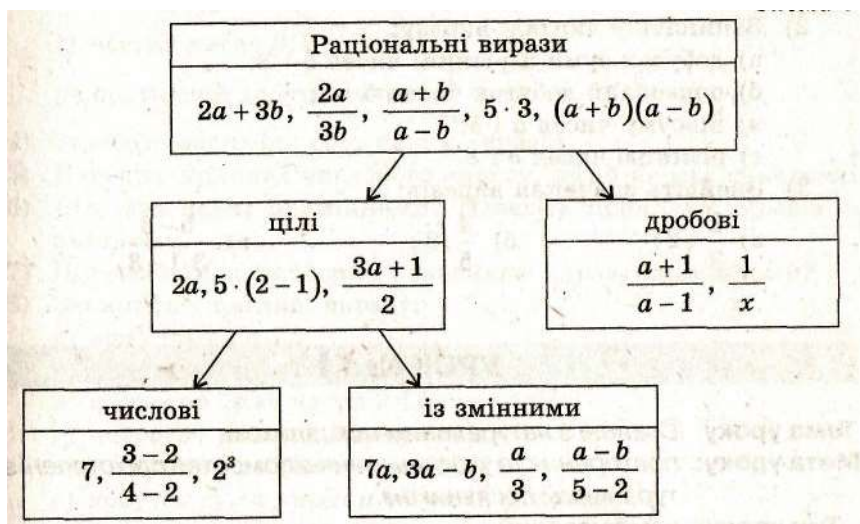 Раціональні вирази
2a + 3b, 2a/3b, a + b/a − b, 5 · 3, (a + b)(a − b)
цілі
2a, 5 · (2 − 1), 3a + 1/2
дробові
a + 1/a − 1, 1/x
числові
7, 3 − 2/4 − 2, 2³
із змінними
7a, 3a − b, a/3, a − b/5 − 2